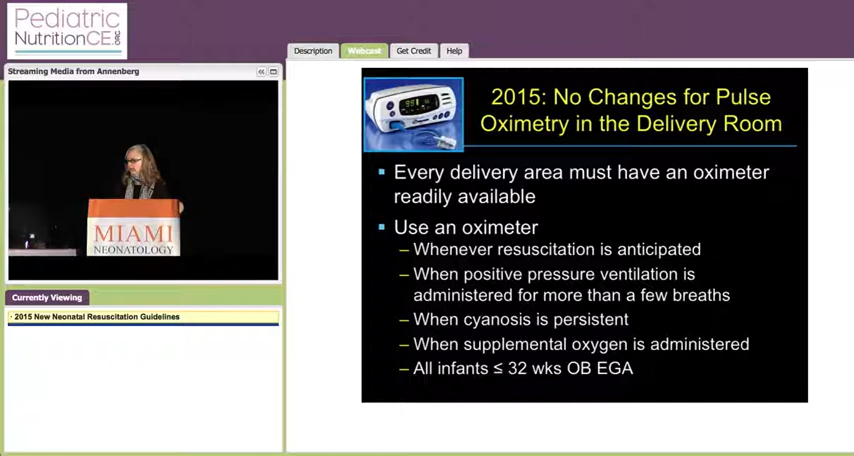 Pediatric
NutritionCE.ORG
Description
Webcast
Get Credit
Help
Streaming Media from Annenberg
MIAMI
NEONATOLOGY
Currently Viewing
· 2015 New Neonatal Resuscitation Guidelines
2015: No Changes for Pulse
Oximetry in the Delivery Room
▪ Every delivery area must have an oximeter
readily available
▪ Use an oximeter
– Whenever resuscitation is anticipated
– When positive pressure ventilation is
administered for more than a few breaths
– When cyanosis is persistent
– When supplemental oxygen is administered
– All infants ≤ 32 wks OB EGA